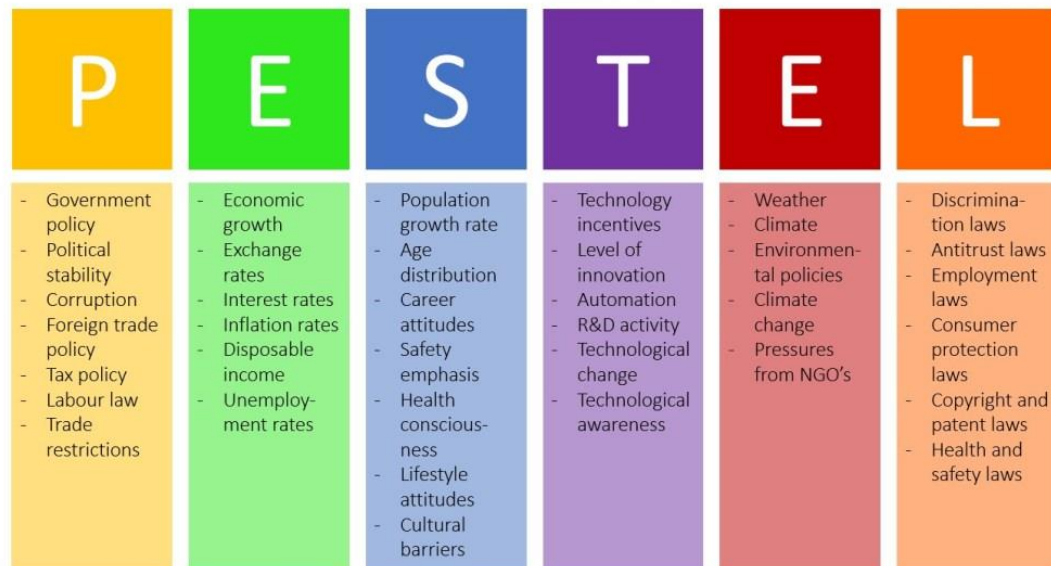 P
E
S
T
E
L
- Government
policy
- Political
stability
- Corruption
- Foreign trade
policy
- Tax policy
- Labour law
- Trade
restrictions
- Economic
growth
- Exchange
rates
- Interest rates
- Inflation rates
- Disposable
income
- Unemploy-
ment rates
- Population
growth rate
- Age
distribution
- Career
attitudes
- Safety
emphasis
- Health
conscious-
ness
- Lifestyle
attitudes
- Cultural
barriers
- Technology
incentives
- Level of
innovation
- Automation
- R&D activity
- Technological
change
- Technological
awareness
- Weather
- Climate
- Environmen-
tal policies
- Climate
change
- Pressures
from NGO's
- Discrimina-
tion laws
- Antitrust laws
- Employment
laws
- Consumer
protection
laws
- Copyright and
patent laws
- Health and
safety laws